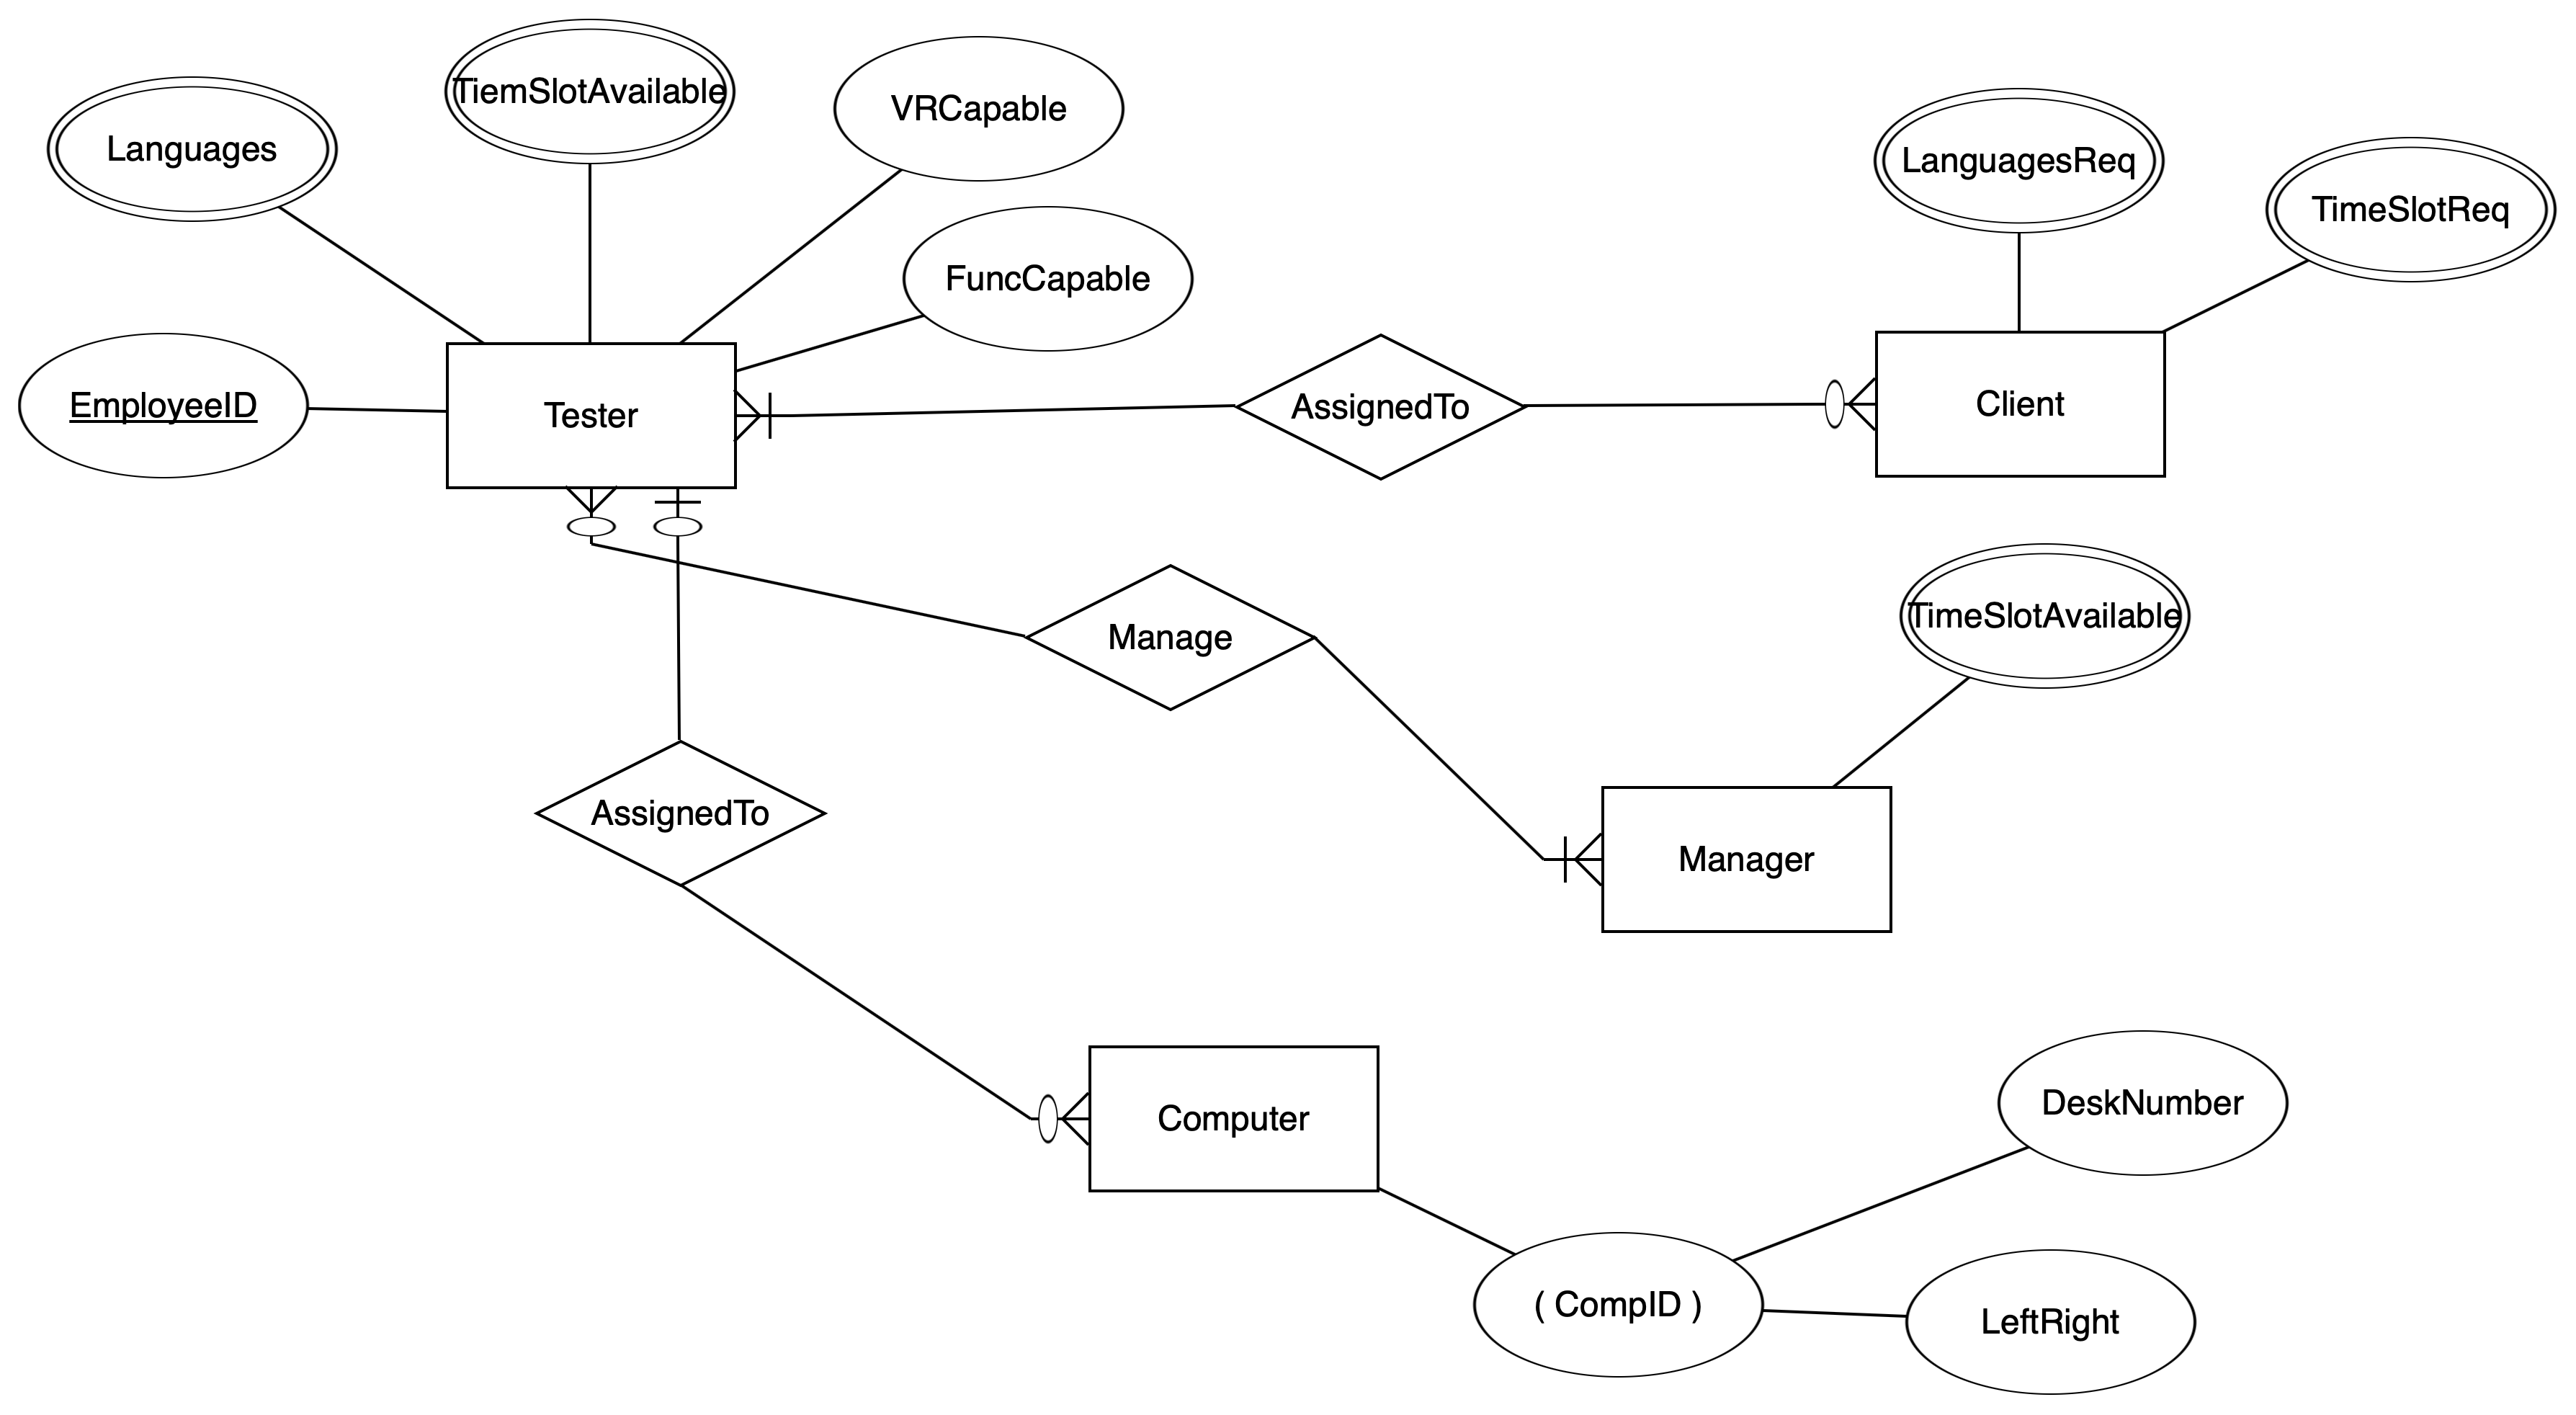 TiemSlotAvailable
VRCapable
Languages
LanguagesReq
TimeSlotReq
FuncCapable
EmployeeID
Tester
AssignedTo
Client
Manage
TimeSlotAvailable
AssignedTo
Manager
Computer
DeskNumber
( CompID )
LeftRight